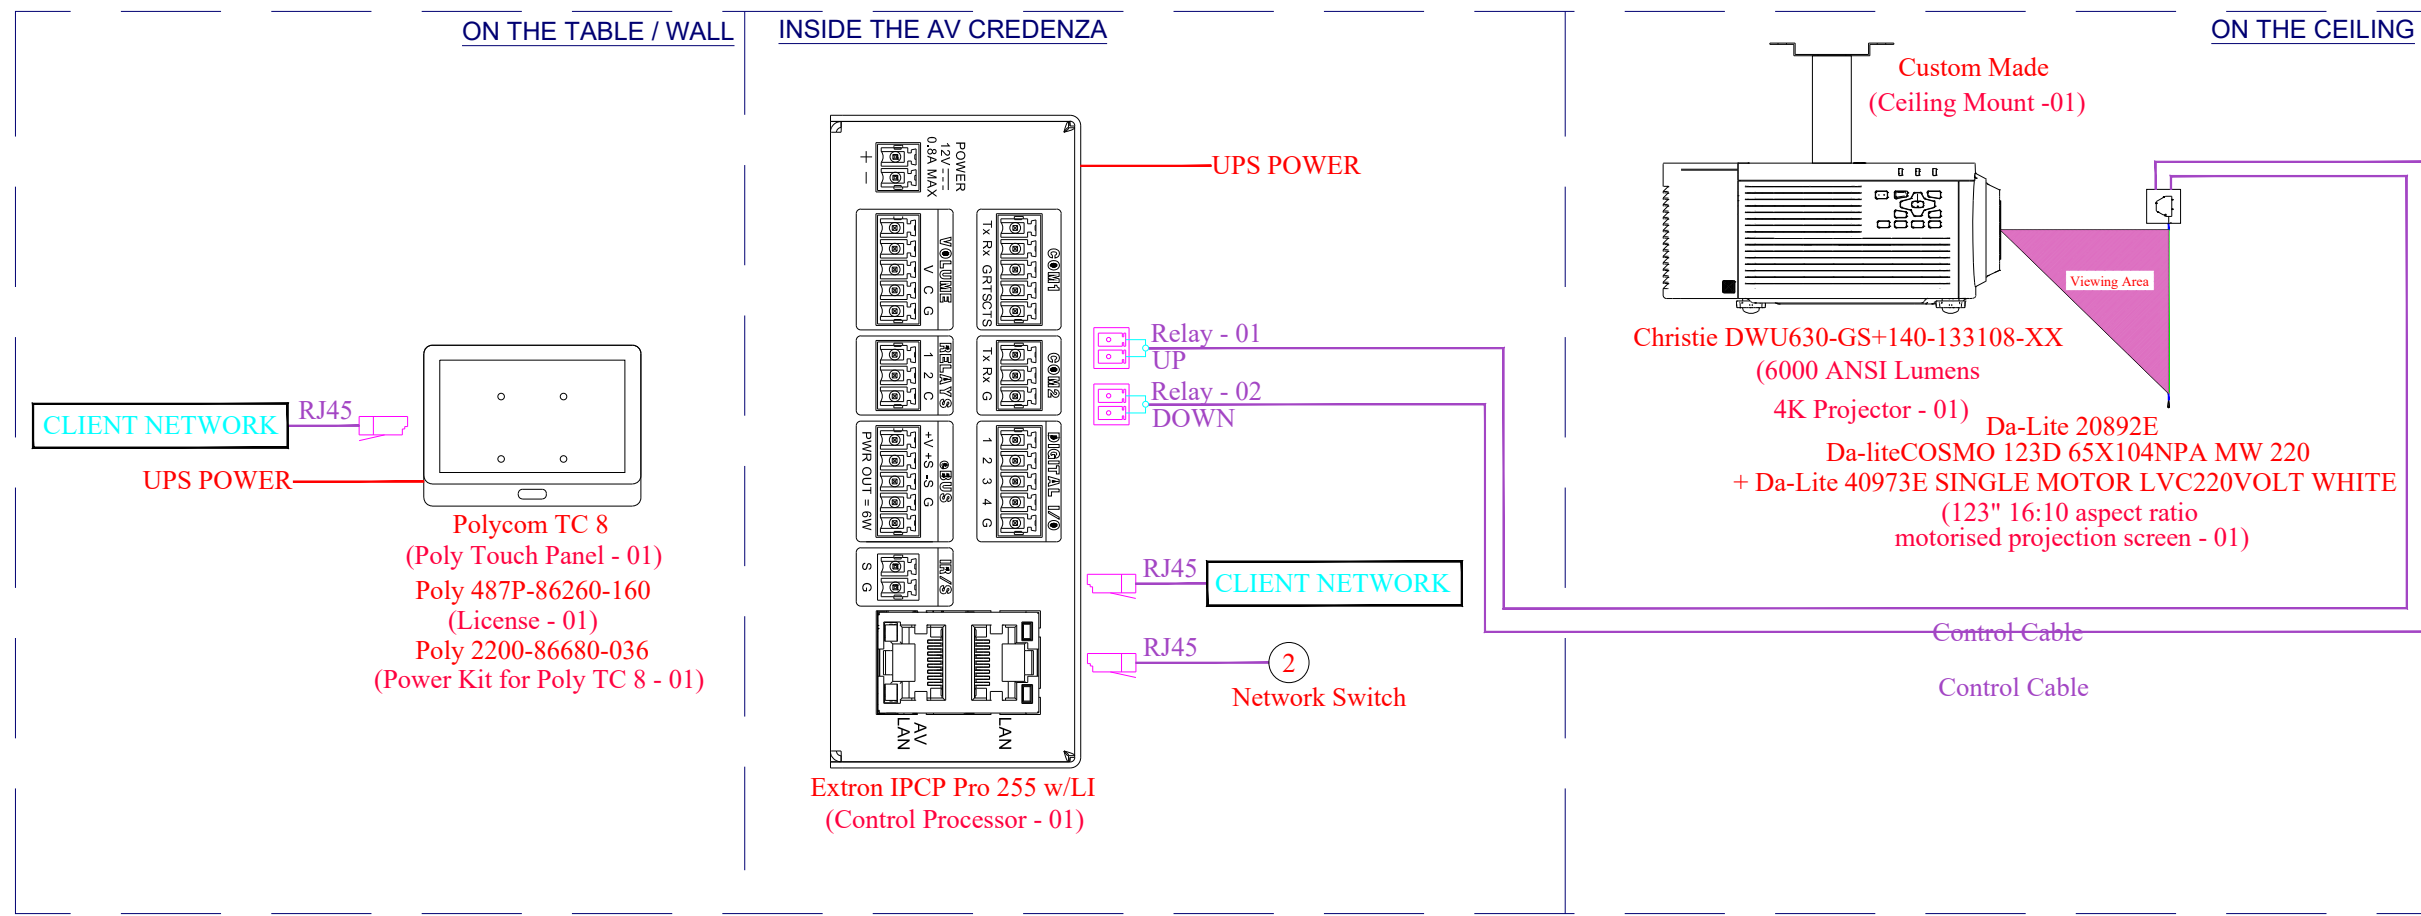 ON THE TABLE / WALL
INSIDE THE AV CREDENZA
ON THE CEILING
CLIENT NETWORK
RJ45
UPS POWER
Polycom TC 8
(Poly Touch Panel - 01)
Poly 487P-86260-160
(License - 01)
Poly 2200-86680-036
(Power Kit for Poly TC 8 - 01)
POWER
12V
0.8A MAX
+
-
UPS POWER
VOLUME
V C G
COM1
Tx Rx G RTS CTS
RELAYS
1 2 C
COM2
Tx Rx G
eBUS
+V +S -S G
PWR OUT = 6W
DIGITAL I/O
1 2 3 4 G
IR/S
S G
AV
LAN
LAN
Relay - 01
UP
Relay - 02
DOWN
RJ45
CLIENT NETWORK
RJ45
2
Network Switch
Extron IPCP Pro 255 w/LI
(Control Processor - 01)
Custom Made
(Ceiling Mount -01)
Viewing Area
Christie DWU630-GS+140-133108-XX
(6000 ANSI Lumens
4K Projector - 01)
Da-Lite 20892E
Da-liteCOSMO 123D 65X104NPA MW 220
+ Da-Lite 40973E SINGLE MOTOR LVC220VOLT WHITE
(123" 16:10 aspect ratio
motorised projection screen - 01)
Control Cable
Control Cable